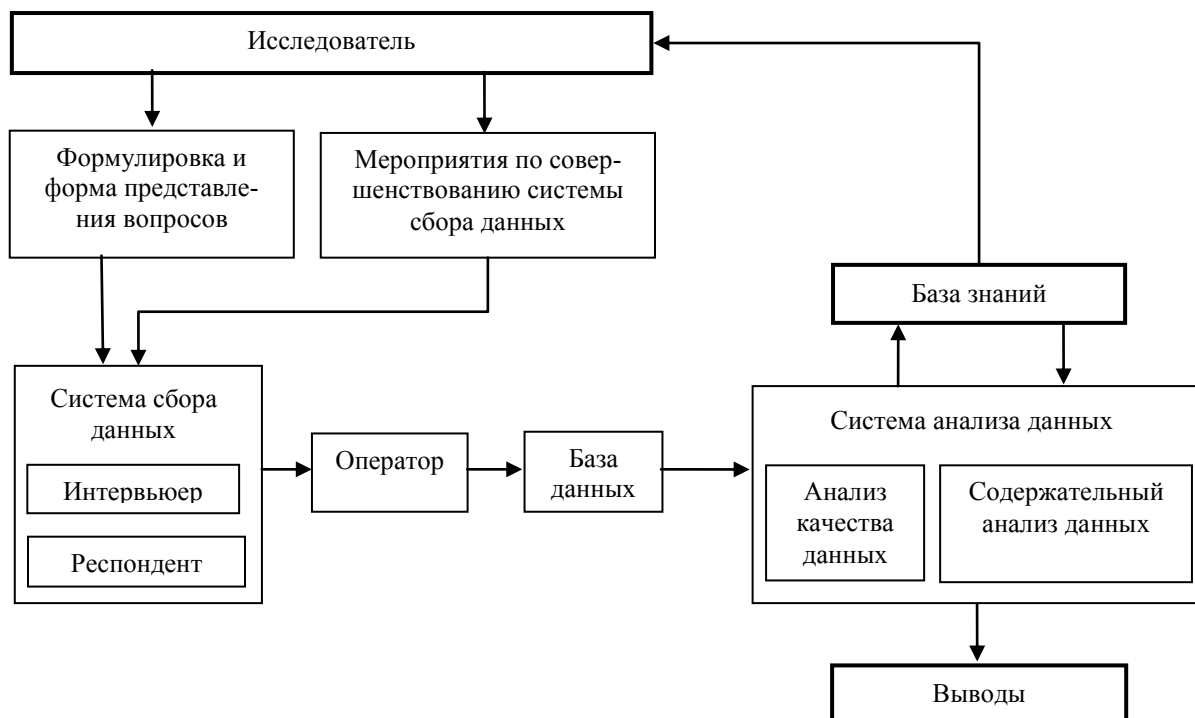 Исследователь
Формулировка и
форма представле-
ния вопросов
Мероприятия по совер-
шенствованию системы
сбора данных
База знаний
Система сбора
данных
Интервьюер
Респондент
Оператор
База
данных
Система анализа данных
Анализ
качества
данных
Содержательный
анализ данных
Выводы